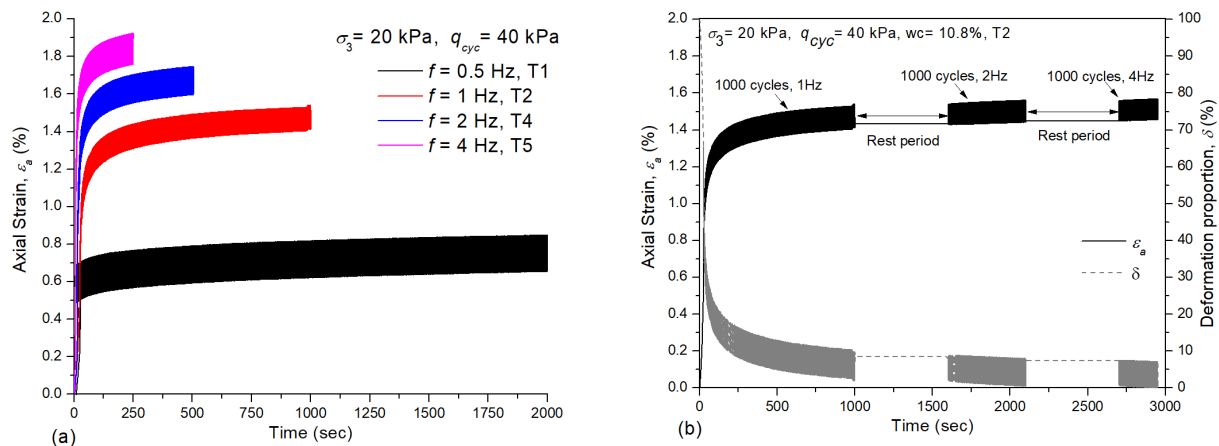 σ3= 20 kPa, qcyc= 40 kPa
f = 0.5 Hz, T1
f = 1 Hz, T2
f = 2 Hz, T4
f = 4 Hz, T5
Axial Strain, εa (%)
2.0
1.8
1.6
1.4
1.2
1.0
0.8
0.6
0.4
0.2
0.0
0
250
500
750
1000
1250
1500
1750
2000
Time (sec)
(a)
σ3= 20 kPa, qcyc= 40 kPa, wc= 10.8%, T2
1000 cycles, 1Hz
1000 cycles, 2Hz
1000 cycles, 4Hz
Rest period
Rest period
εa
δ
Axial Strain, εa (%)
2.0
1.8
1.6
1.4
1.2
1.0
0.8
0.6
0.4
0.2
0.0
0
500
1000
1500
2000
2500
3000
Time (sec)
100
90
80
70
60
50
40
30
20
10
0
Deformation proportion, δ (%)
(b)